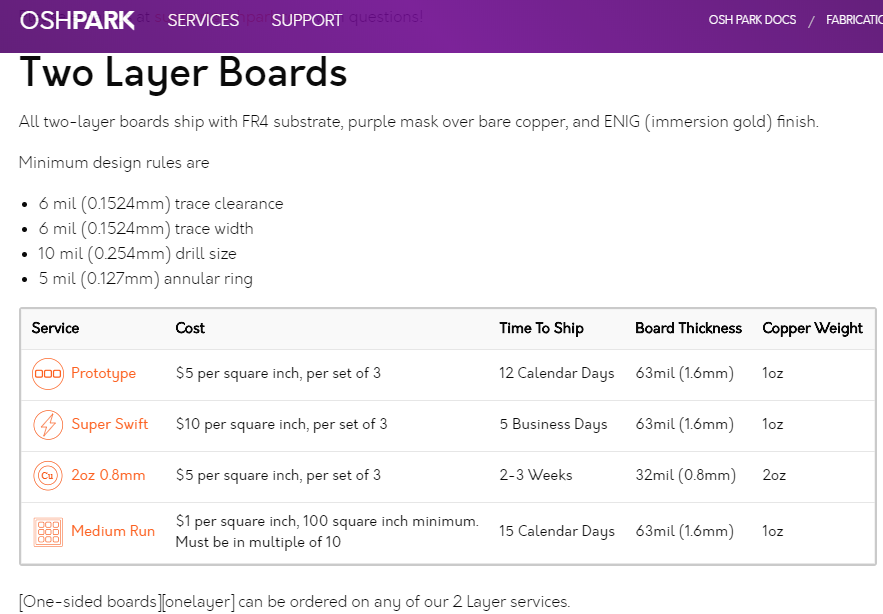 OSHPARK SERVICES SUPPORT questions! OSH PARK DOCS / FABRICATIO
Two Layer Boards
All two-layer boards ship with FR4 substrate, purple mask over bare copper, and ENIG (immersion gold) finish.
Minimum design rules are
• 6 mil (0.1524mm) trace clearance
• 6 mil (0.1524mm) trace width
• 10 mil (0.254mm) drill size
• 5 mil (0.127mm) annular ring
Service Cost Time To Ship Board Thickness Copper Weight
Prototype $5 per square inch, per set of 3 12 Calendar Days 63mil (1.6mm) 1oz
Super Swift $10 per square inch, per set of 3 5 Business Days 63mil (1.6mm) 1oz
Cu 2oz 0.8mm $5 per square inch, per set of 3 2-3 Weeks 32mil (0.8mm) 2oz
Medium Run $1 per square inch, 100 square inch minimum. 15 Calendar Days 63mil (1.6mm) 1oz
Must be in multiple of 10
[One-sided boards][onelayer] can be ordered on any of our 2 Layer services.